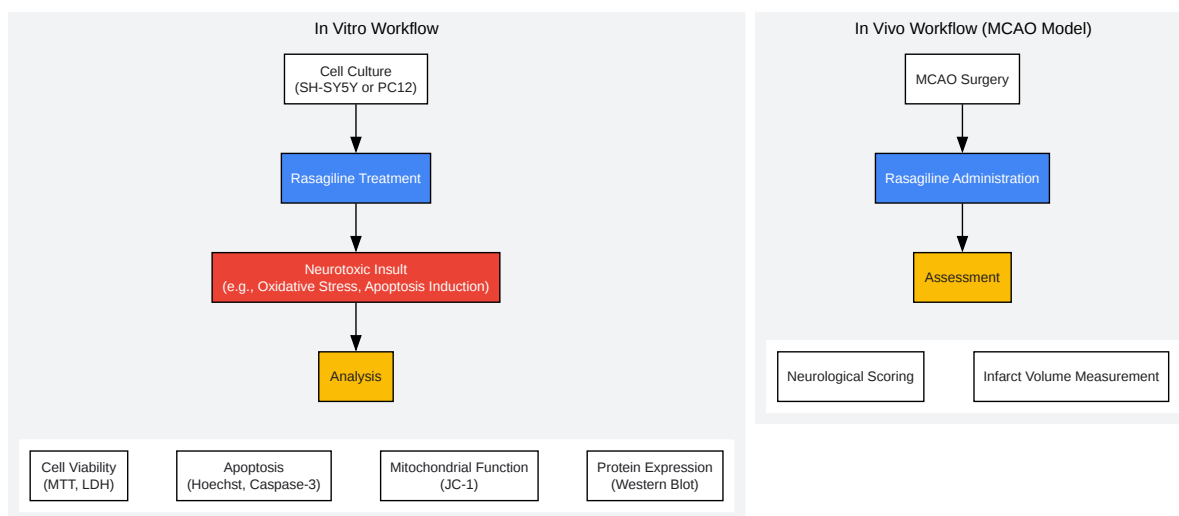 In Vitro Workflow
Cell Culture
(SH-SY5Y or PC12)
Rasagiline Treatment
Neurotoxic Insult
(e.g., Oxidative Stress, Apoptosis Induction)
Analysis
Cell Viability
(MTT, LDH)
Apoptosis
(Hoechst, Caspase-3)
Mitochondrial Function
(JC-1)
Protein Expression
(Western Blot)
In Vivo Workflow (MCAO Model)
MCAO Surgery
Rasagiline Administration
Assessment
Neurological Scoring
Infarct Volume Measurement